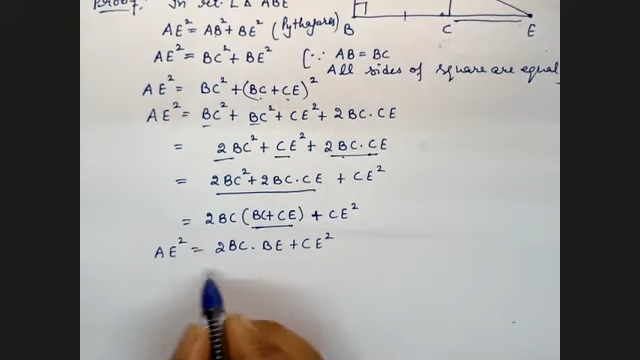 Proof:- In rt. L Δ ABE
AE² = AB² + BE² (Pythagoras)
B C E
AE² = BC² + BE² [∵ AB = BC
All sides of square are equal
AE² = BC² + (BC + CE)²
AE² = BC² + BC² + CE² + 2BC·CE
= 2BC² + CE² + 2BC·CE
= 2BC² + 2BC·CE + CE²
= 2BC (BC + CE) + CE²
AE² = 2BC · BE + CE²